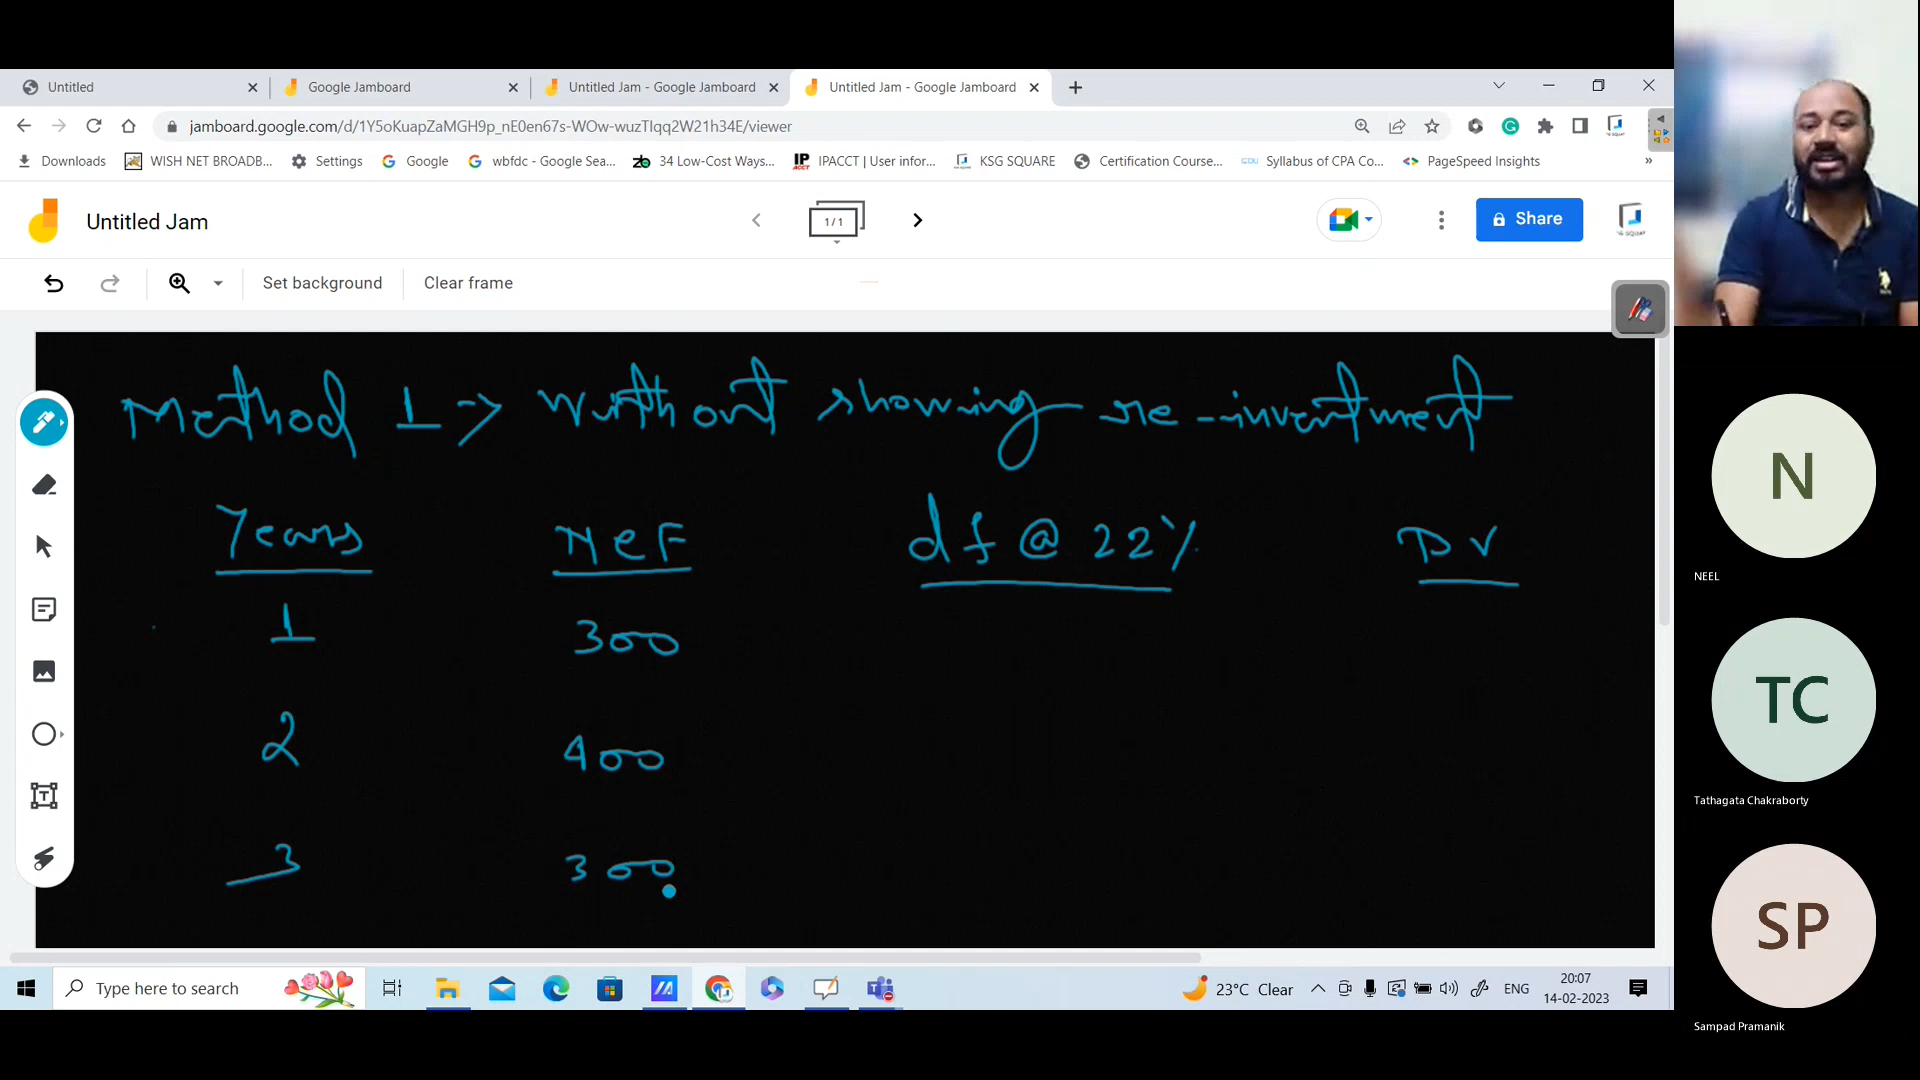 Untitled
Google Jamboard
Untitled Jam - Google Jamboard
Untitled Jam - Google Jamboard
jamboard.google.com/d/1Y5oKuapZaMGH9p_nE0en67s-WOw-wuzTIqq2W21h34E/viewer
Downloads WISH NET BROADB... Settings Google wbfdc - Google Sea... 34 Low-Cost Ways... IPACCT | User infor... KSG SQUARE Certification Course... Syllabus of CPA Co... PageSpeed Insights »
Untitled Jam
1 / 1
Share
Set background Clear frame
Method 1 -> Without showing re-investment
Years NCF df @ 22% DV
1 300
2 400
3 300
N
NEEL
TC
Tathagata Chakraborty
SP
Sampad Pramanik
Type here to search
23°C Clear
ENG
20:07
14-02-2023